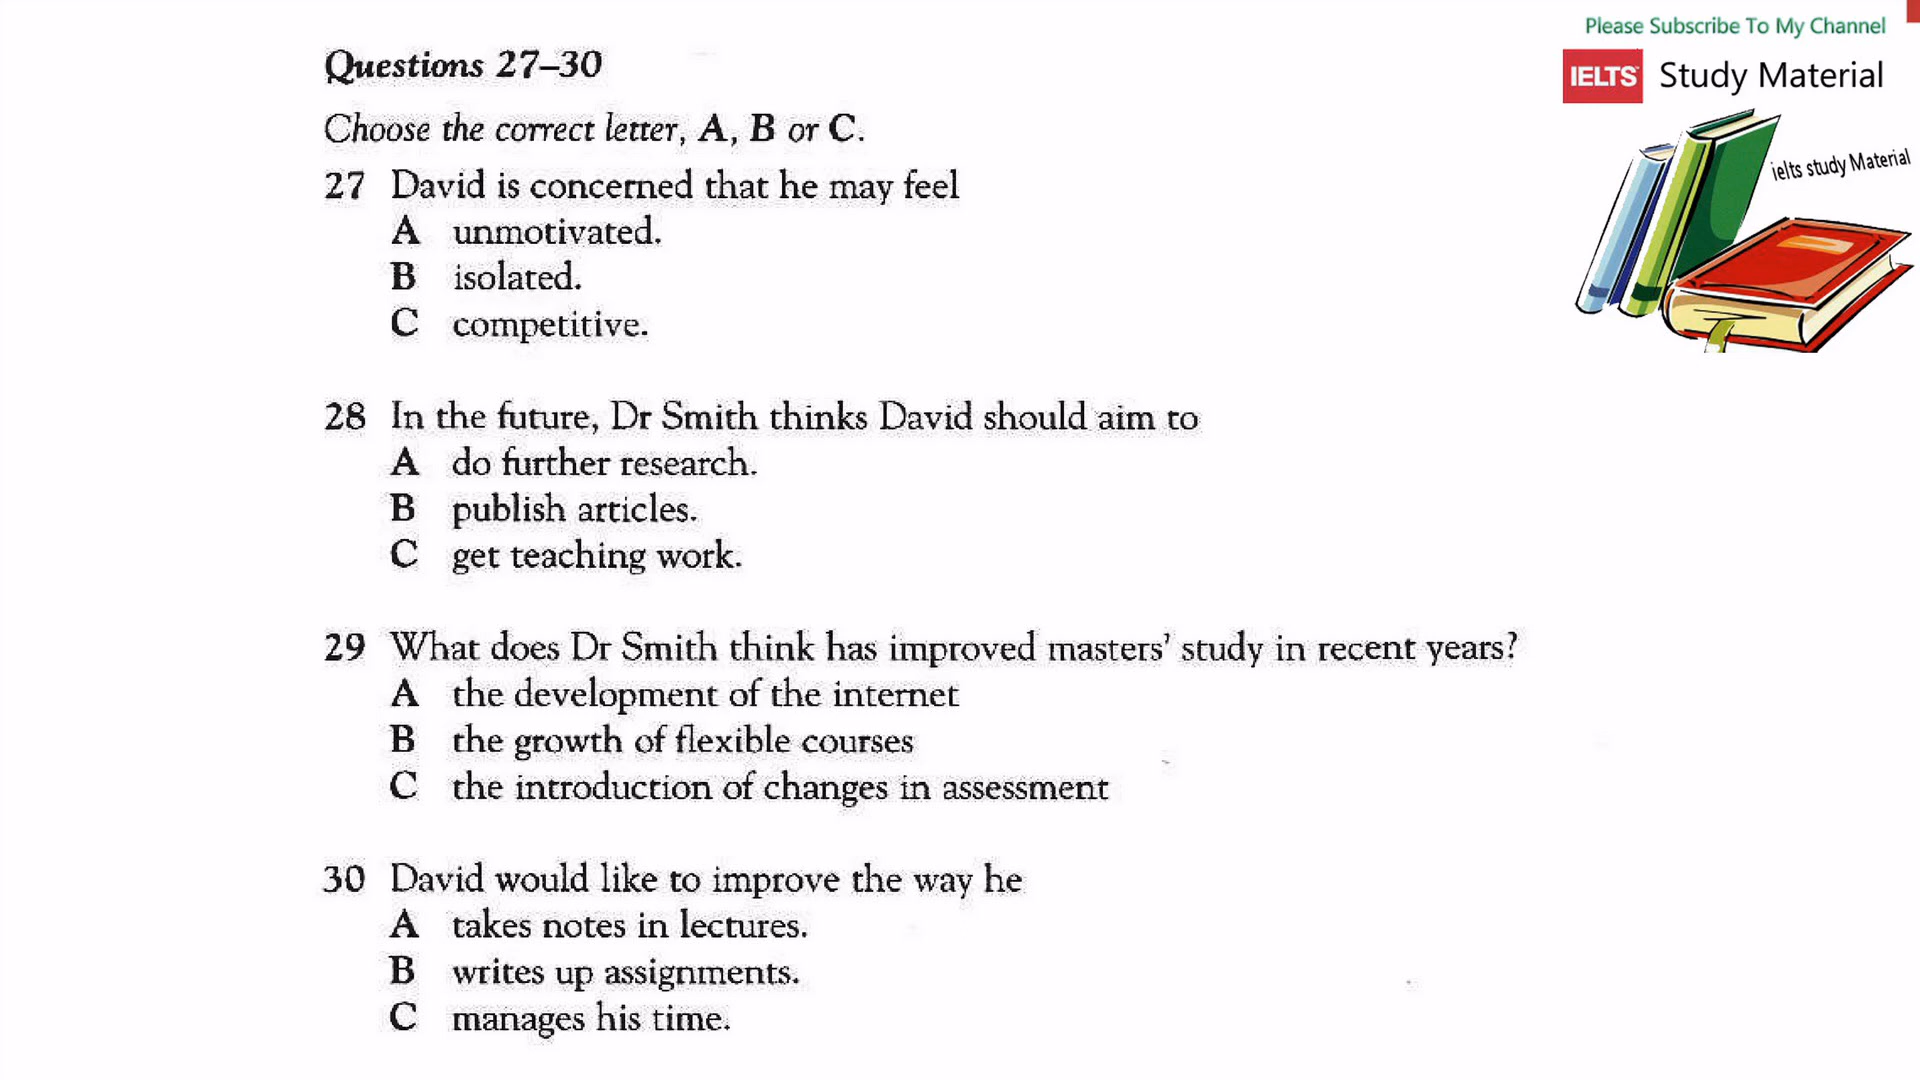 Please Subscribe To My Channel
IELTS Study Material
ielts study Material
Questions 27–30
Choose the correct letter, A, B or C.
27 David is concerned that he may feel
A unmotivated.
B isolated.
C competitive.
28 In the future, Dr Smith thinks David should aim to
A do further research.
B publish articles.
C get teaching work.
29 What does Dr Smith think has improved masters' study in recent years?
A the development of the internet
B the growth of flexible courses
C the introduction of changes in assessment
30 David would like to improve the way he
A takes notes in lectures.
B writes up assignments.
C manages his time.